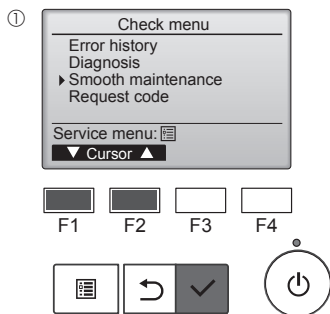 ①
Check menu
Error history
Diagnosis
Smooth maintenance
Request code
Service menu:
▼ Cursor ▲
F1 F2 F3 F4